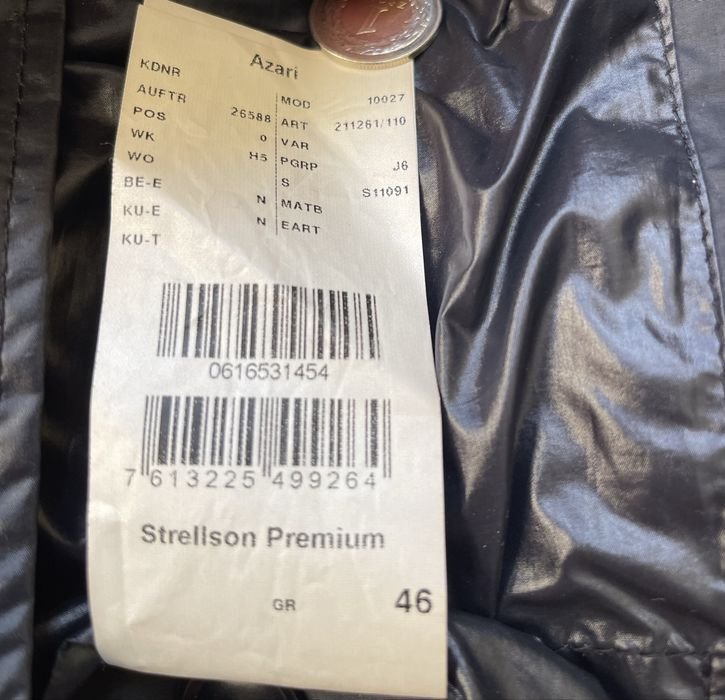 Azari
KDNR
AUFTR MOD 10027
POS 26588 ART 211261/110
WK 0 VAR
WO H5 PGRP J6
BE-E S S11091
KU-E N MATB
KU-T N EART
0616531454
7 613225 499264
Strellson Premium
GR 46